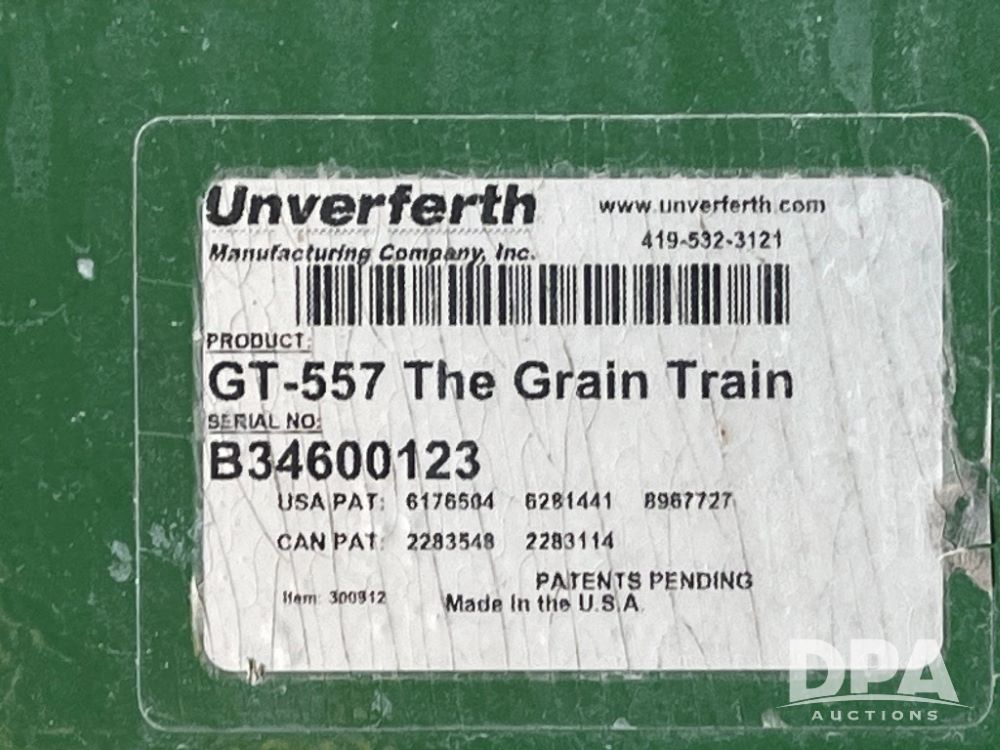 Unverferth
www.unverferth.com
Manufacturing Company, Inc.
419-532-3121
PRODUCT:
GT-557 The Grain Train
SERIAL NO:
B34600123
USA PAT: 6176504 6281441 8967727
CAN PAT: 2283548 2283114
PATENTS PENDING
Item: 300912
Made In the U.S.A.
DPA
AUCTIONS